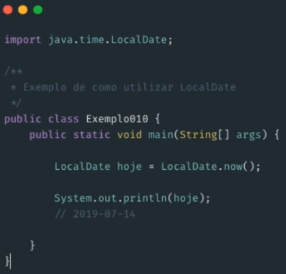 import java.time.LocalDate;
/**
* Exemplo de como utilizar LocalDate
*/
public class Exemplo010 {
public static void main(String[] args) {
LocalDate hoje = LocalDate.now();
System.out.println(hoje);
// 2019-07-14
}
}